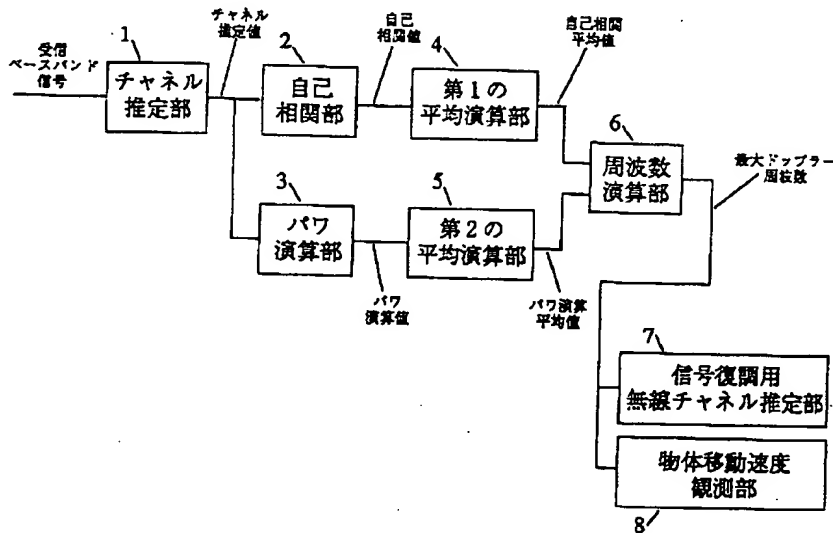 受信
ベースバンド
信号
1
チャネル
推定部
チャネル
推定値
2
自己
相関部
自己
相関値
4
第1の
平均演算部
自己相関
平均値
3
パワ
演算部
パワ
演算値
5
第2の
平均演算部
パワ演算
平均値
6
周波数
演算部
最大ドップラー
周波数
7
信号復調用
無線チャネル推定部
物体移動速度
観測部
8